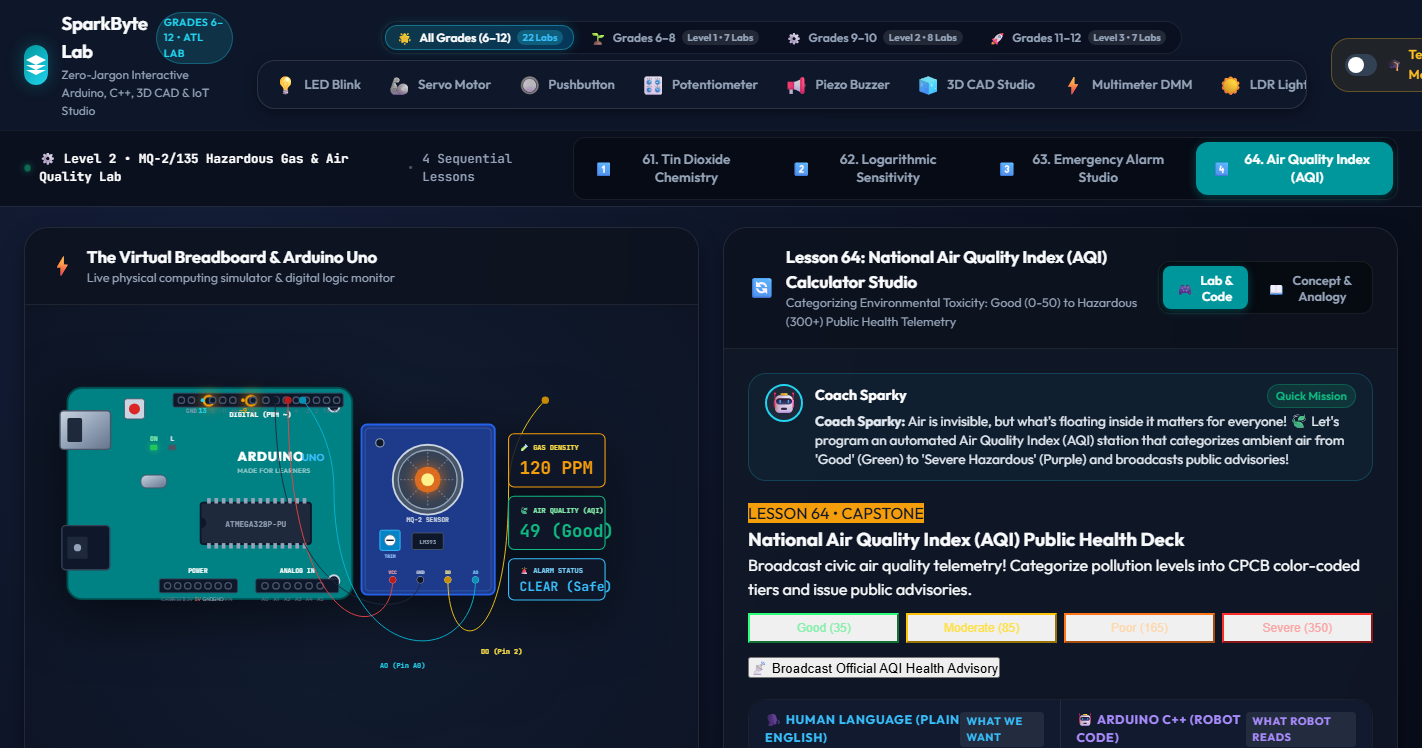 SparkByte
Lab
GRADES 6–
12 • ATL
LAB
Zero-Jargon Interactive
Arduino, C++, 3D CAD & IoT
Studio
All Grades (6–12) 22 Labs
Grades 6–8 Level 1 • 7 Labs
Grades 9–10 Level 2 • 8 Labs
Grades 11–12 Level 3 • 7 Labs
LED Blink
Servo Motor
Pushbutton
Potentiometer
Piezo Buzzer
3D CAD Studio
Multimeter DMM
LDR Light
Level 2 • MQ-2/135 Hazardous Gas & Air
Quality Lab
• 4 Sequential
Lessons
1 61. Tin Dioxide
Chemistry
2 62. Logarithmic
Sensitivity
3 63. Emergency Alarm
Studio
4 64. Air Quality Index
(AQI)
The Virtual Breadboard & Arduino Uno
Live physical computing simulator & digital logic monitor
GND 13
DIGITAL (PWM ~)
ON L
ARDUINO UNO
MADE FOR LEARNERS
ATMEGA328P-PU
POWER
ANALOG IN
MQ-2 SENSOR
TRIM
LM393
VCC GND DO AO
GAS DENSITY
120 PPM
AIR QUALITY (AQI)
49 (Good)
ALARM STATUS
CLEAR (Safe)
DO (Pin 2)
AO (Pin A0)
Lesson 64: National Air Quality Index (AQI)
Calculator Studio
Categorizing Environmental Toxicity: Good (0-50) to Hazardous
(300+) Public Health Telemetry
Lab &
Code
Concept &
Analogy
Coach Sparky
Quick Mission
Coach Sparky: Air is invisible, but what's floating inside it matters for everyone! Let's
program an automated Air Quality Index (AQI) station that categorizes ambient air from
'Good' (Green) to 'Severe Hazardous' (Purple) and broadcasts public advisories!
LESSON 64 • CAPSTONE
National Air Quality Index (AQI) Public Health Deck
Broadcast civic air quality telemetry! Categorize pollution levels into CPCB color-coded
tiers and issue public advisories.
Good (35)
Moderate (85)
Poor (165)
Severe (350)
Broadcast Official AQI Health Advisory
HUMAN LANGUAGE (PLAIN
ENGLISH)
WHAT WE
WANT
ARDUINO C++ (ROBOT
CODE)
WHAT ROBOT
READS